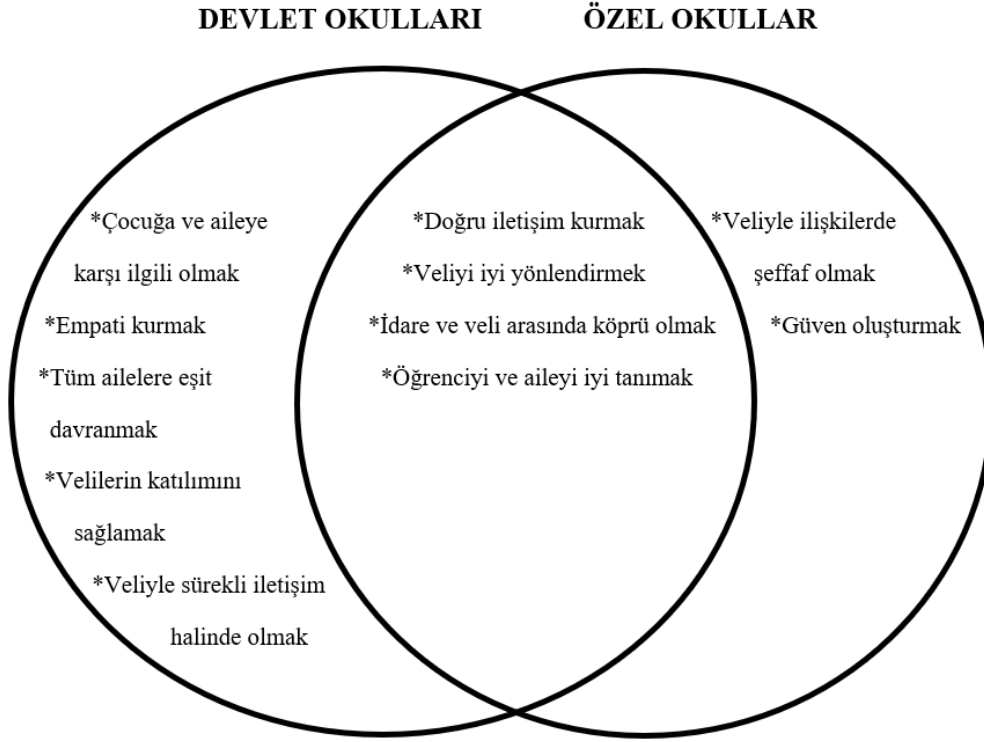 DEVLET OKULLARI
ÖZEL OKULLAR
*Çocuğa ve aileye
karşı ilgili olmak
*Empati kurmak
*Tüm ailelere eşit
davranmak
*Velilerin katılımını
sağlamak
*Veliyle sürekli iletişim
halinde olmak
*Doğru iletişim kurmak
*Veliyi iyi yönlendirmek
*İdare ve veli arasında köprü olmak
*Öğrenciyi ve aileyi iyi tanımak
*Veliyle ilişkilerde
şeffaf olmak
*Güven oluşturmak